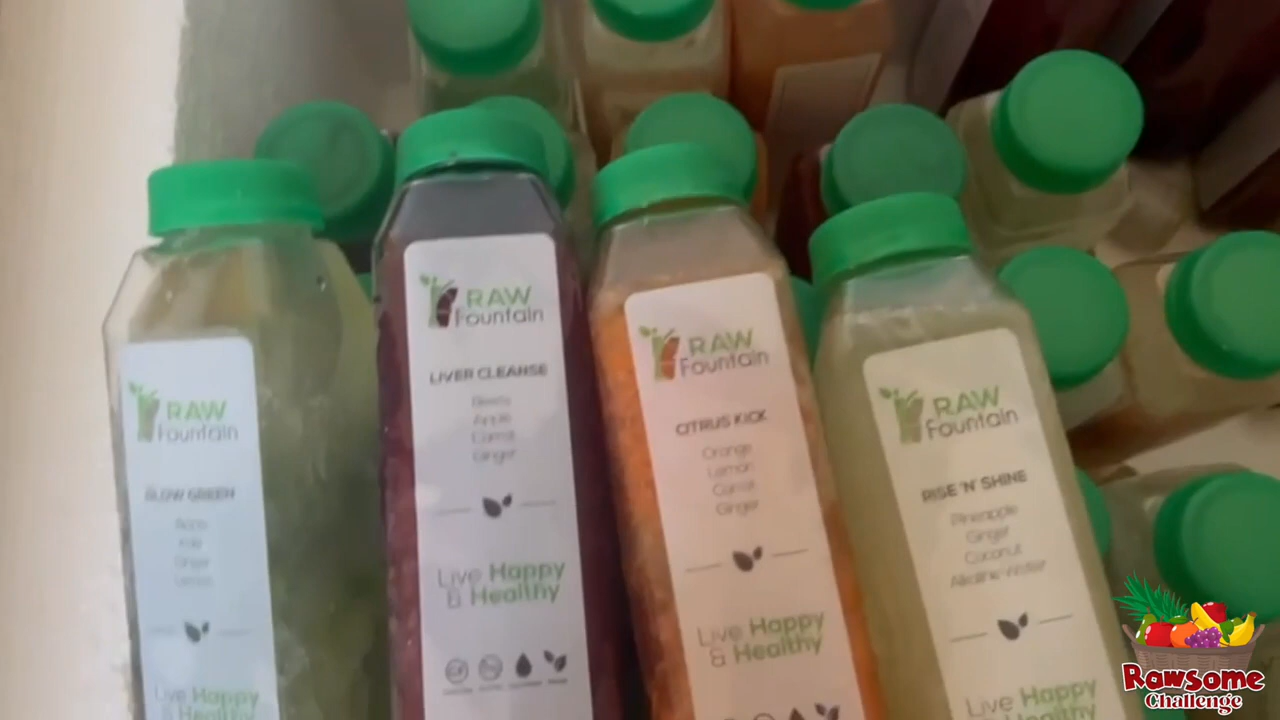 RAW
Fountain
GLOW GREEN
Apple
Kale
Ginger
Lemon
Live Happy
& Healthy
RAW
Fountain
LIVER CLEANSE
Beets
Apple
Carrot
Ginger
Live Happy
& Healthy
RAW
Fountain
CITRUS KICK
Orange
Lemon
Carrot
Ginger
Live Happy
& Healthy
RAW
Fountain
RISE 'N' SHINE
Pineapple
Ginger
Coconut
Alkaline Water
Live Happy
& Healthy
Rawsome
Challenge